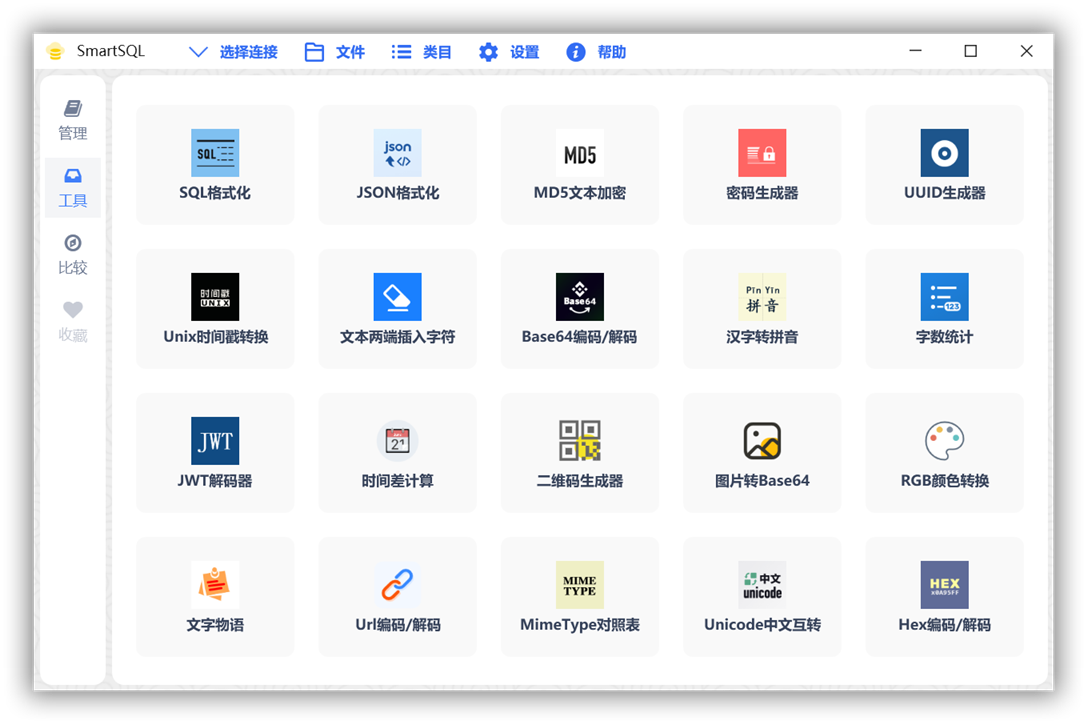 SmartSQL 选择连接 文件 类目 设置 帮助
管理
工具
比较
收藏
SQL
SQL格式化
json
</>
JSON格式化
MD5
MD5文本加密
密码生成器
UUID生成器
时间戳
UNIX
Unix时间戳转换
文本两端插入字符
Base64
Base64编码/解码
Pīn Yīn
拼音
汉字转拼音
123
字数统计
JWT
JWT解码器
21
时间差计算
二维码生成器
图片转Base64
RGB颜色转换
文字物语
Url编码/解码
MIME
TYPE
MimeType对照表
中文
unicode
Unicode中文互转
HEX
Hex编码/解码